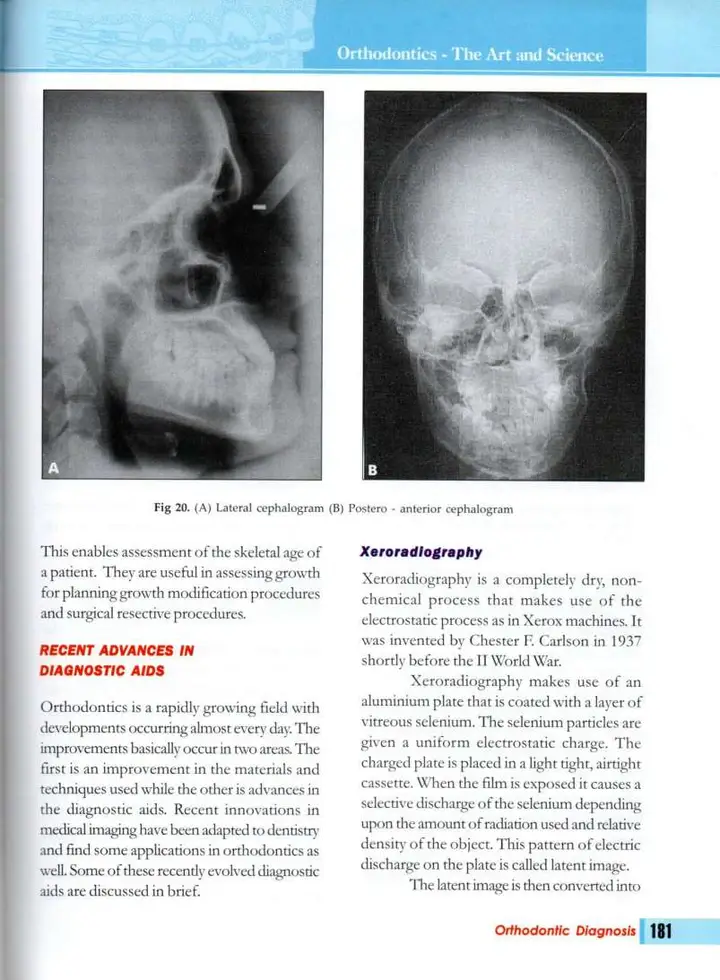 Orthodontics - The Art and Science
A
B
Fig 20. (A) Lateral cephalogram (B) Postero - anterior cephalogram
This enables assessment of the skeletal age of
a patient. They are useful in assessing growth
for planning growth modification procedures
and surgical resective procedures.
RECENT ADVANCES IN
DIAGNOSTIC AIDS
Orthodontics is a rapidly growing field with
developments occurring almost every day. The
improvements basically occur in two areas. The
first is an improvement in the materials and
techniques used while the other is advances in
the diagnostic aids. Recent innovations in
medical imaging have been adapted to dentistry
and find some applications in orthodontics as
well. Some of these recently evolved diagnostic
aids are discussed in brief.
Xeroradiography
Xeroradiography is a completely dry, non-
chemical process that makes use of the
electrostatic process as in Xerox machines. It
was invented by Chester F. Carlson in 1937
shortly before the II World War.
Xeroradiography makes use of an
aluminium plate that is coated with a layer of
vitreous selenium. The selenium particles are
given a uniform electrostatic charge. The
charged plate is placed in a light tight, airtight
cassette. When the film is exposed it causes a
selective discharge of the selenium depending
upon the amount of radiation used and relative
density of the object. This pattern of electric
discharge on the plate is called latent image.
The latent image is then converted into
Orthodontic Diagnosis 181